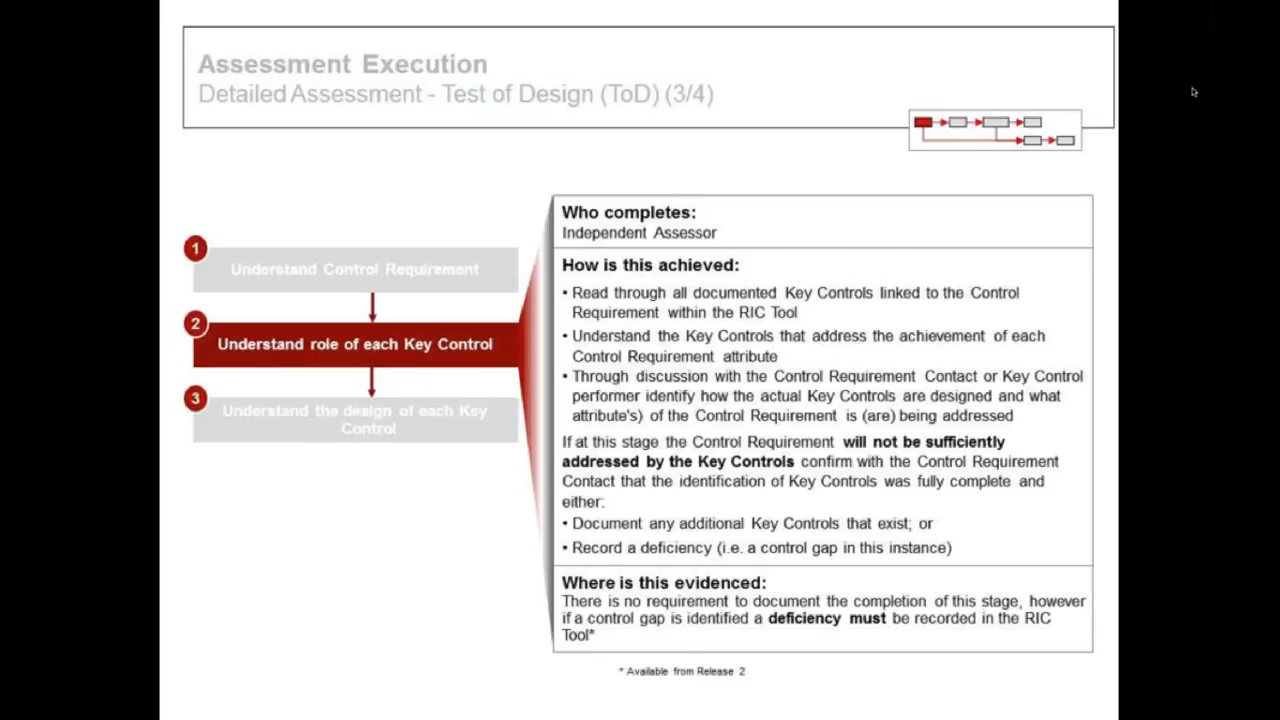 Assessment Execution
Detailed Assessment - Test of Design (ToD) (3/4)
1
Understand Control Requirement
2
Understand role of each Key Control
3
Understand the design of each Key
Control
Who completes:
Independent Assessor
How is this achieved:
• Read through all documented Key Controls linked to the Control
Requirement within the RIC Tool
• Understand the Key Controls that address the achievement of each
Control Requirement attribute
• Through discussion with the Control Requirement Contact or Key Control
performer identify how the actual Key Controls are designed and what
attribute's) of the Control Requirement is (are) being addressed
If at this stage the Control Requirement will not be sufficiently
addressed by the Key Controls confirm with the Control Requirement
Contact that the identification of Key Controls was fully complete and
either:
• Document any additional Key Controls that exist; or
• Record a deficiency (i.e. a control gap in this instance)
Where is this evidenced:
There is no requirement to document the completion of this stage, however
if a control gap is identified a deficiency must be recorded in the RIC
Tool*
* Available from Release 2